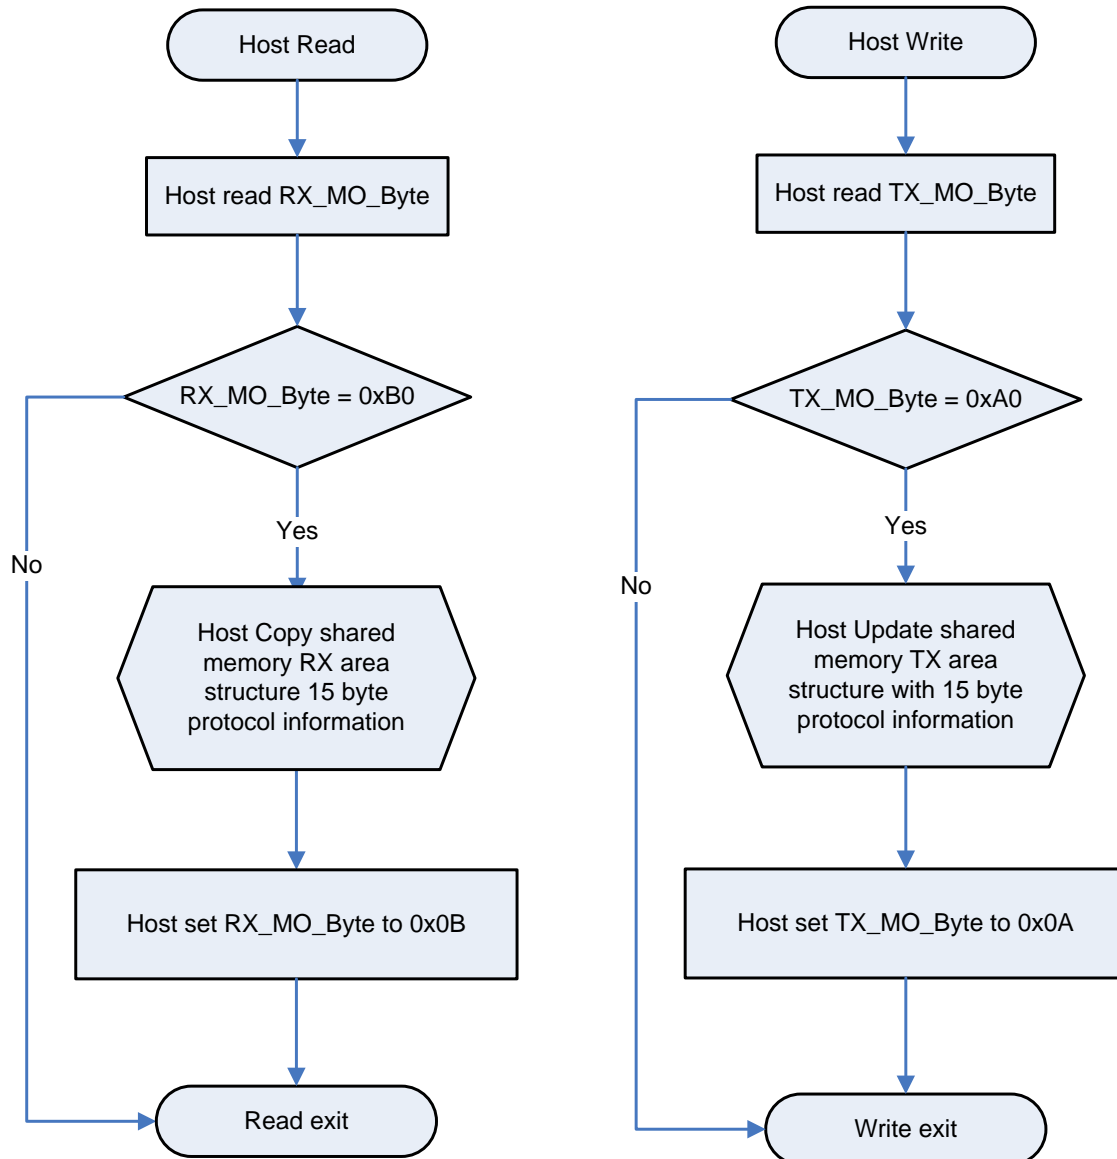 Host Read
Host read RX_MO_Byte
RX_MO_Byte = 0xB0
Yes
No
Host Copy shared
memory RX area
structure 15 byte
protocol information
Host set RX_MO_Byte to 0x0B
Read exit
Host Write
Host read TX_MO_Byte
TX_MO_Byte = 0xA0
Yes
No
Host Update shared
memory TX area
structure with 15 byte
protocol information
Host set TX_MO_Byte to 0x0A
Write exit